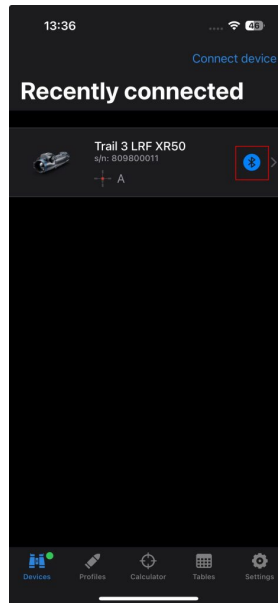 13:36
46
Connect device
Recently connected
Trail 3 LRF XR50
s/n: 809800011
A
Devices
Profiles
Calculator
Tables
Settings